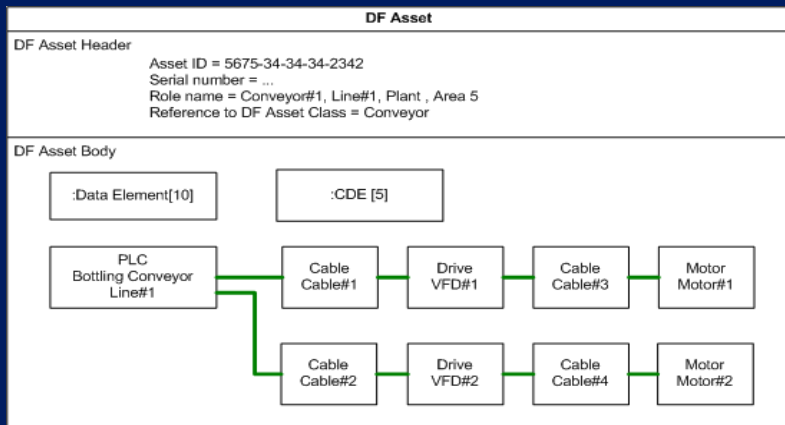 DF Asset
DF Asset Header
Asset ID = 5675-34-34-34-2342
Serial number = ...
Role name = Conveyor#1, Line#1, Plant , Area 5
Reference to DF Asset Class = Conveyor
DF Asset Body
:Data Element[10]
:CDE [5]
PLC
Bottling Conveyor
Line#1
Cable
Cable#1
Drive
VFD#1
Cable
Cable#3
Motor
Motor#1
Cable
Cable#2
Drive
VFD#2
Cable
Cable#4
Motor
Motor#2